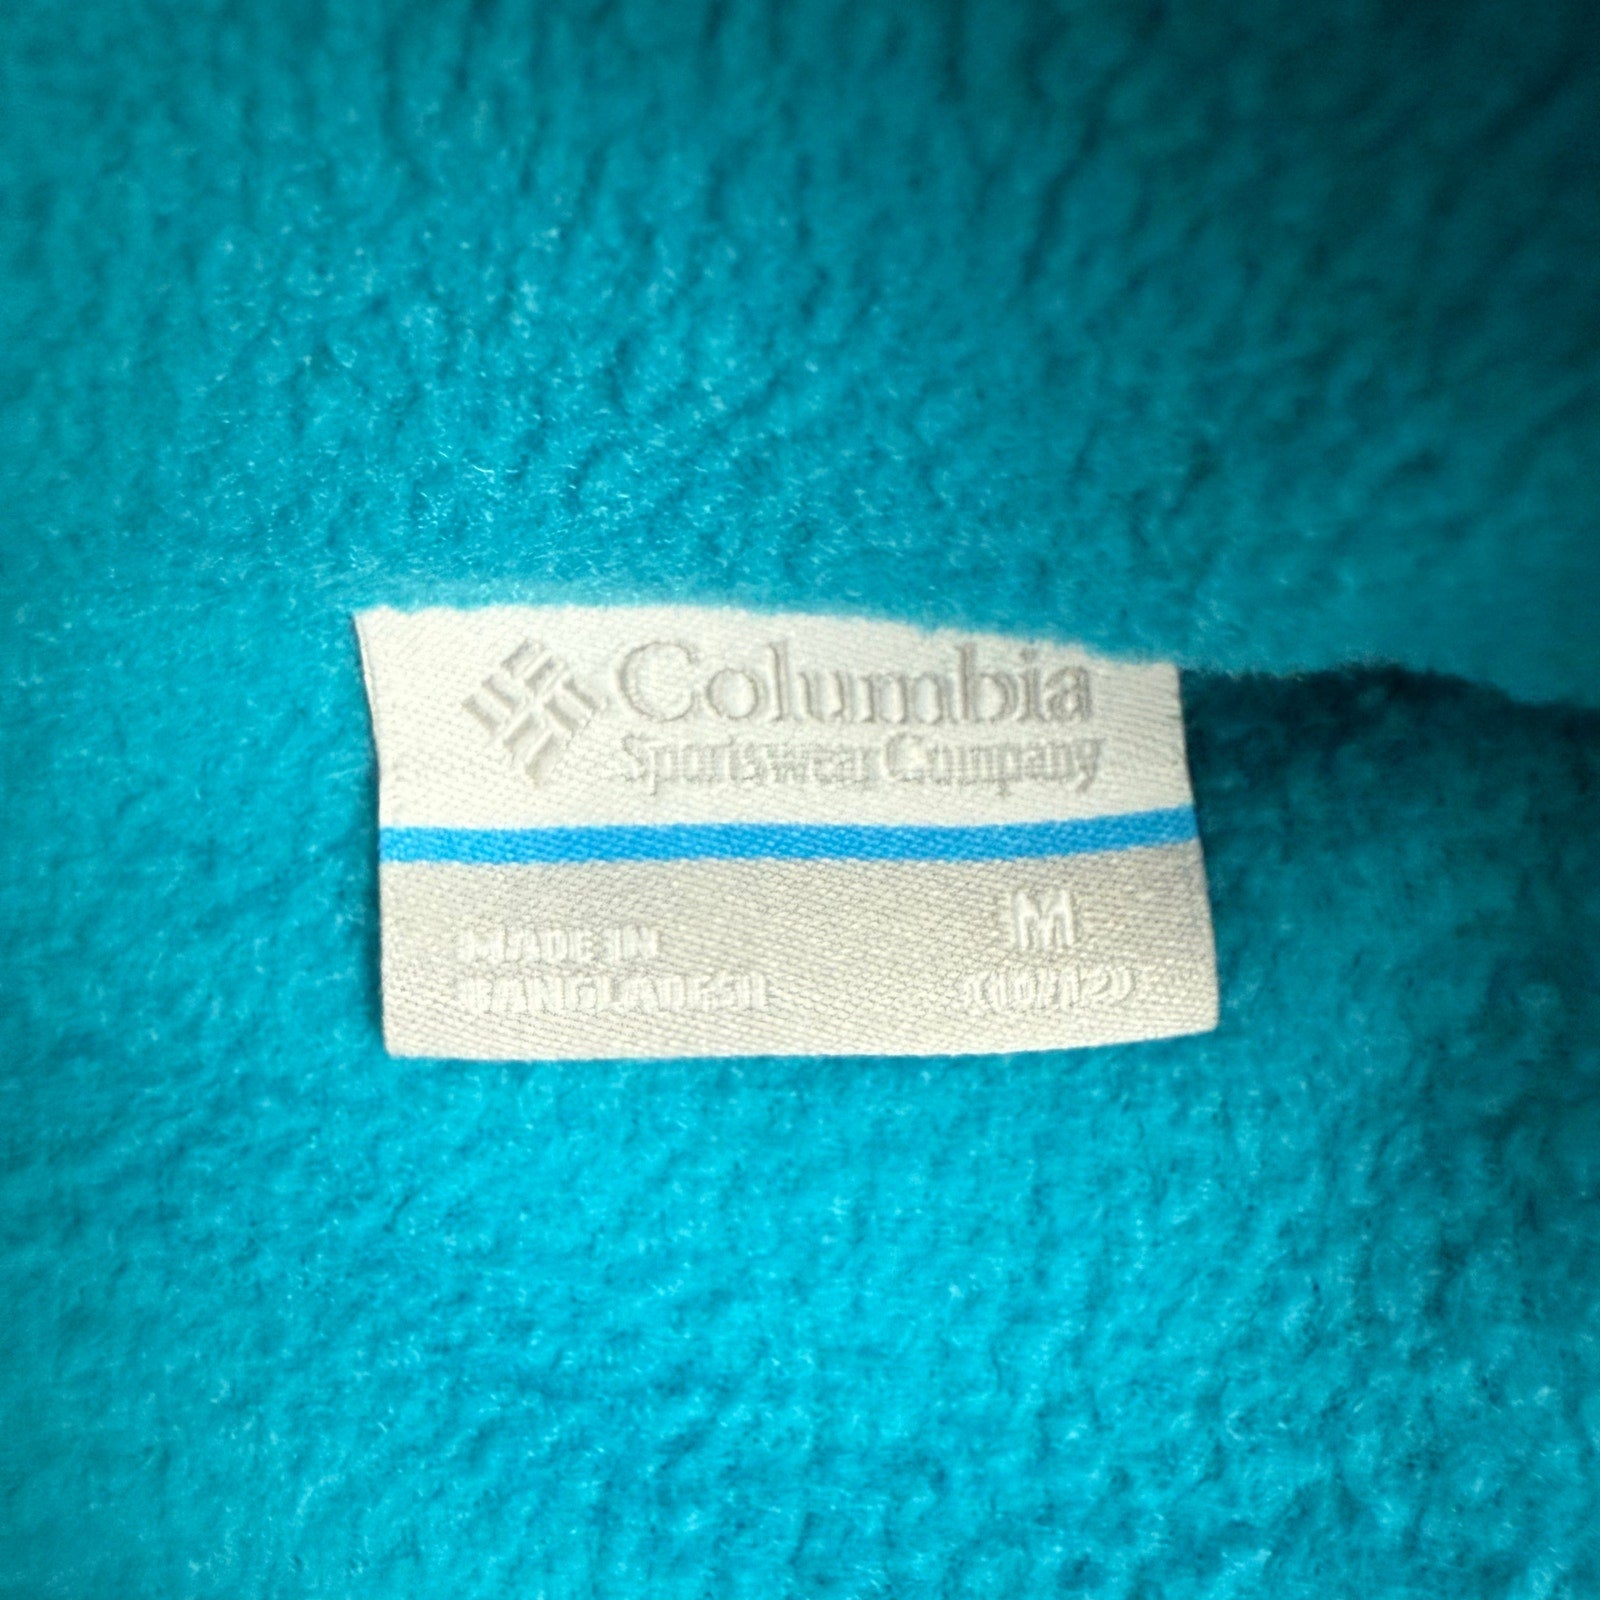 Columbia
Sportswear Company
M
MADE IN
BANGLADESH
(10/12)